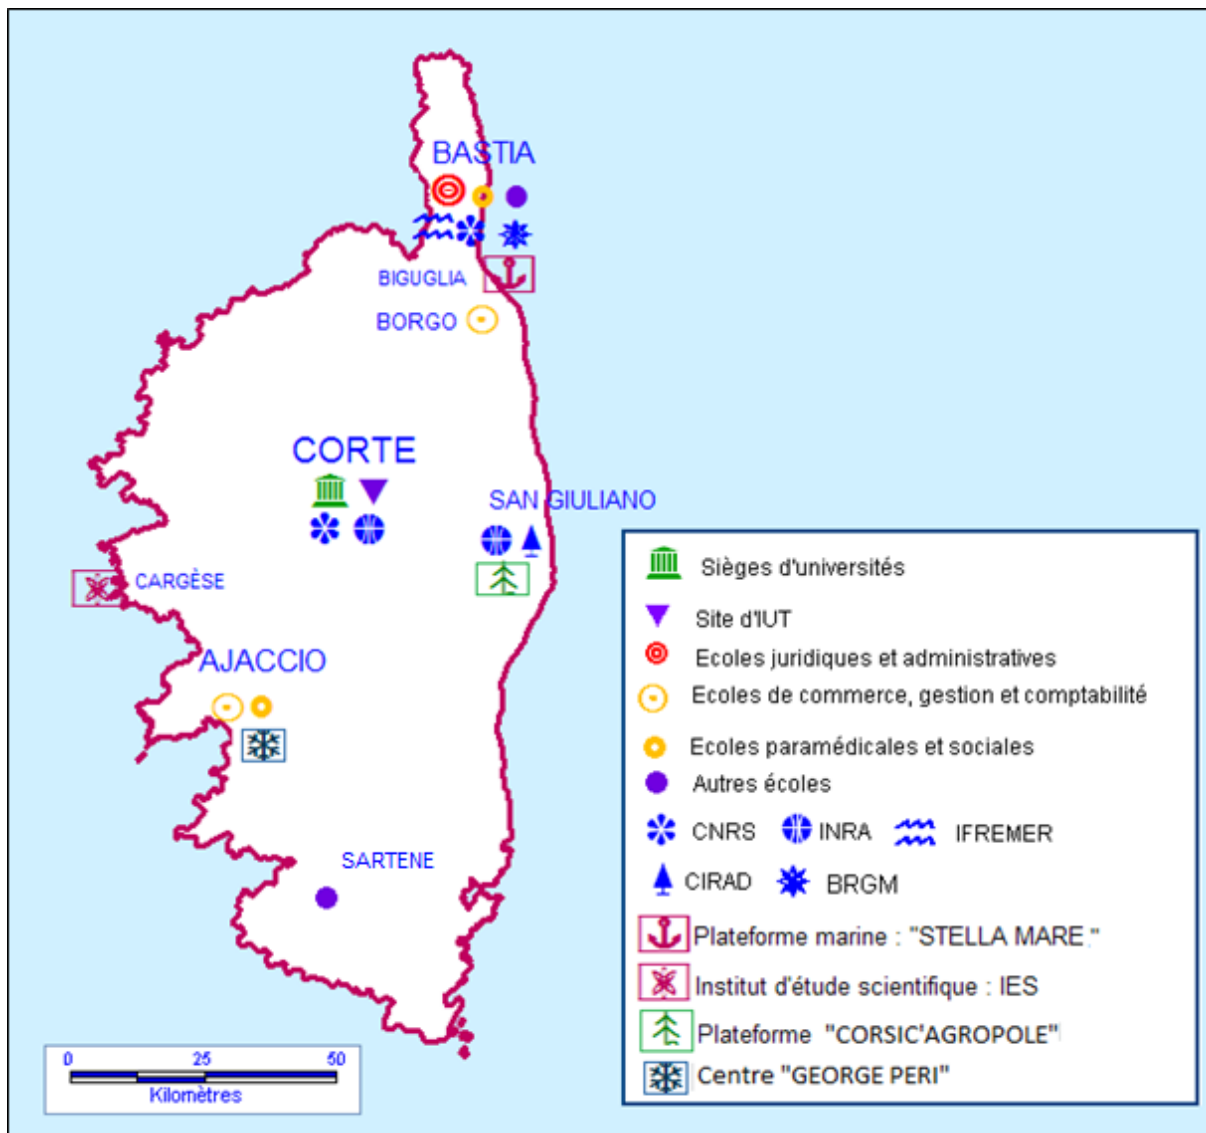 BASTIA
BIGUGLIA
BORGO
CORTE
SAN GIULIANO
CARGÈSE
AJACCIO
SARTENE
0 25 50
Kilomètres
Sièges d'universités
Site d'IUT
Ecoles juridiques et administratives
Ecoles de commerce, gestion et comptabilité
Ecoles paramédicales et sociales
Autres écoles
CNRS INRA IFREMER
CIRAD BRGM
Plateforme marine : "STELLA MARE "
Institut d'étude scientifique : IES
Plateforme "CORSIC'AGROPOLE"
Centre "GEORGE PERI"